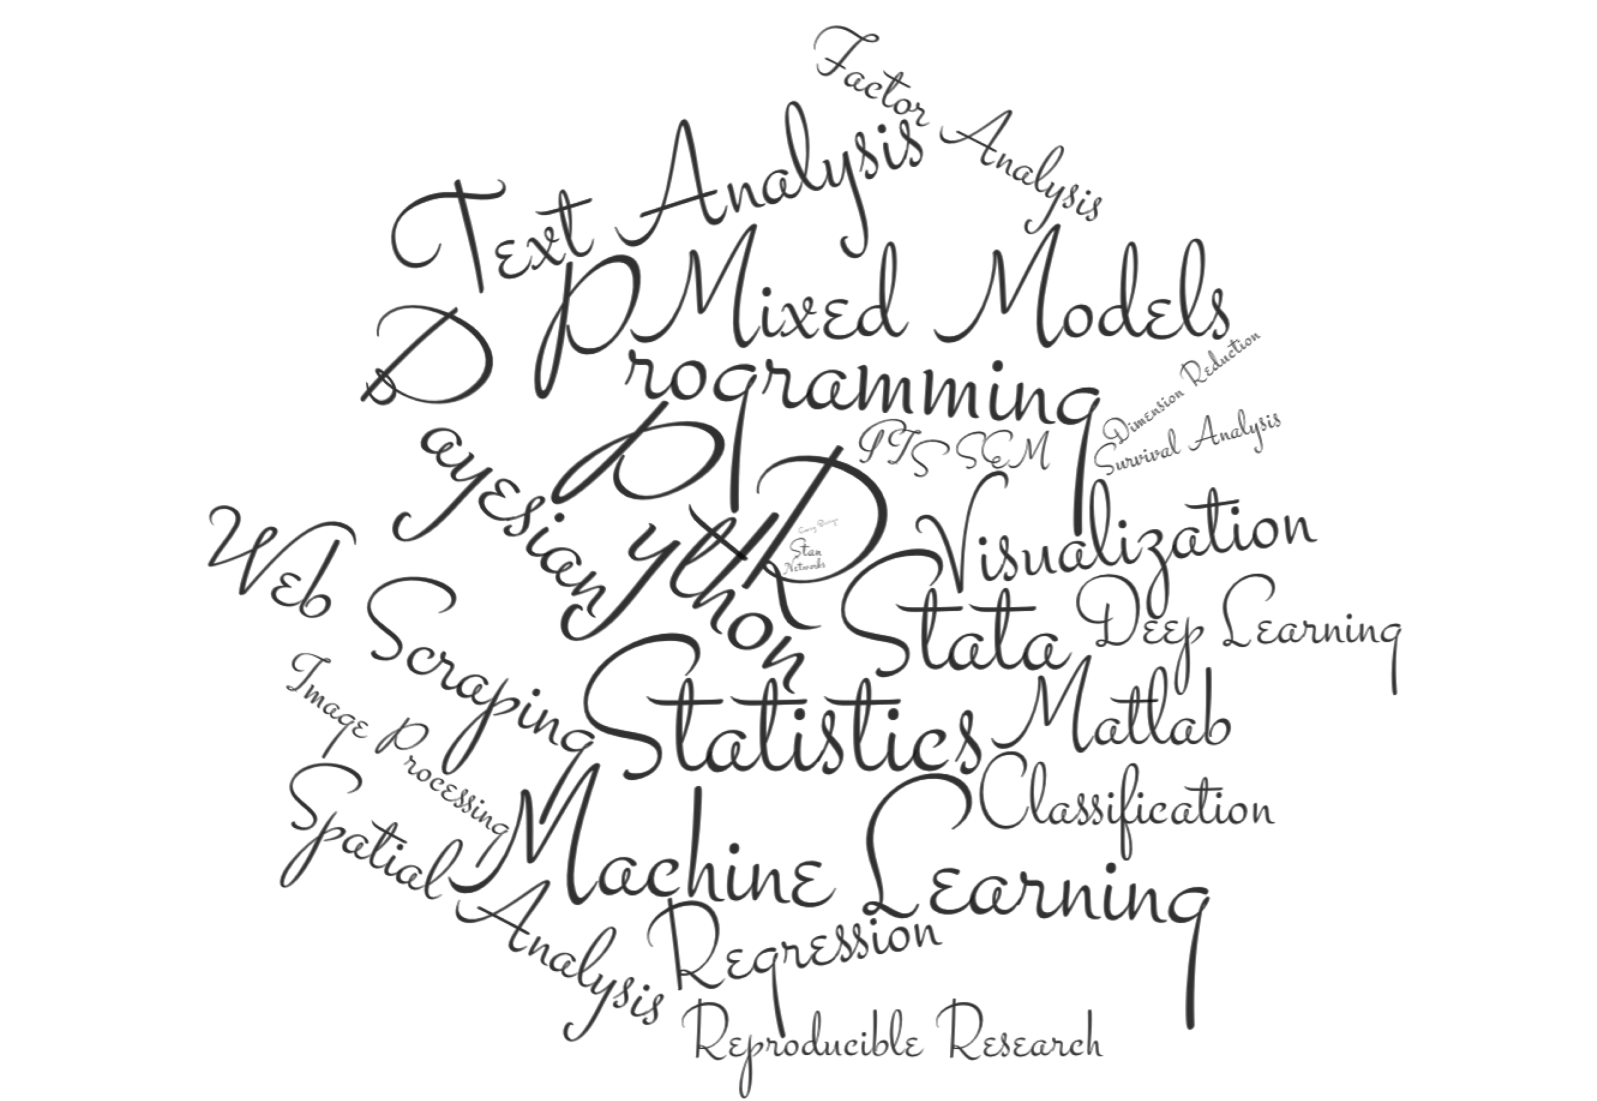 Factor Analysis
Text Analysis
Mixed Models
Programming
Dimension Reduction
Survival Analysis
Bayesian
Python
R
SEM
Stan
Networks
Visualization
Web Scraping
Stata
Deep Learning
Statistics
Matlab
Image Processing
Classification
Spatial Analysis
Machine Learning
Regression
Reproducible Research